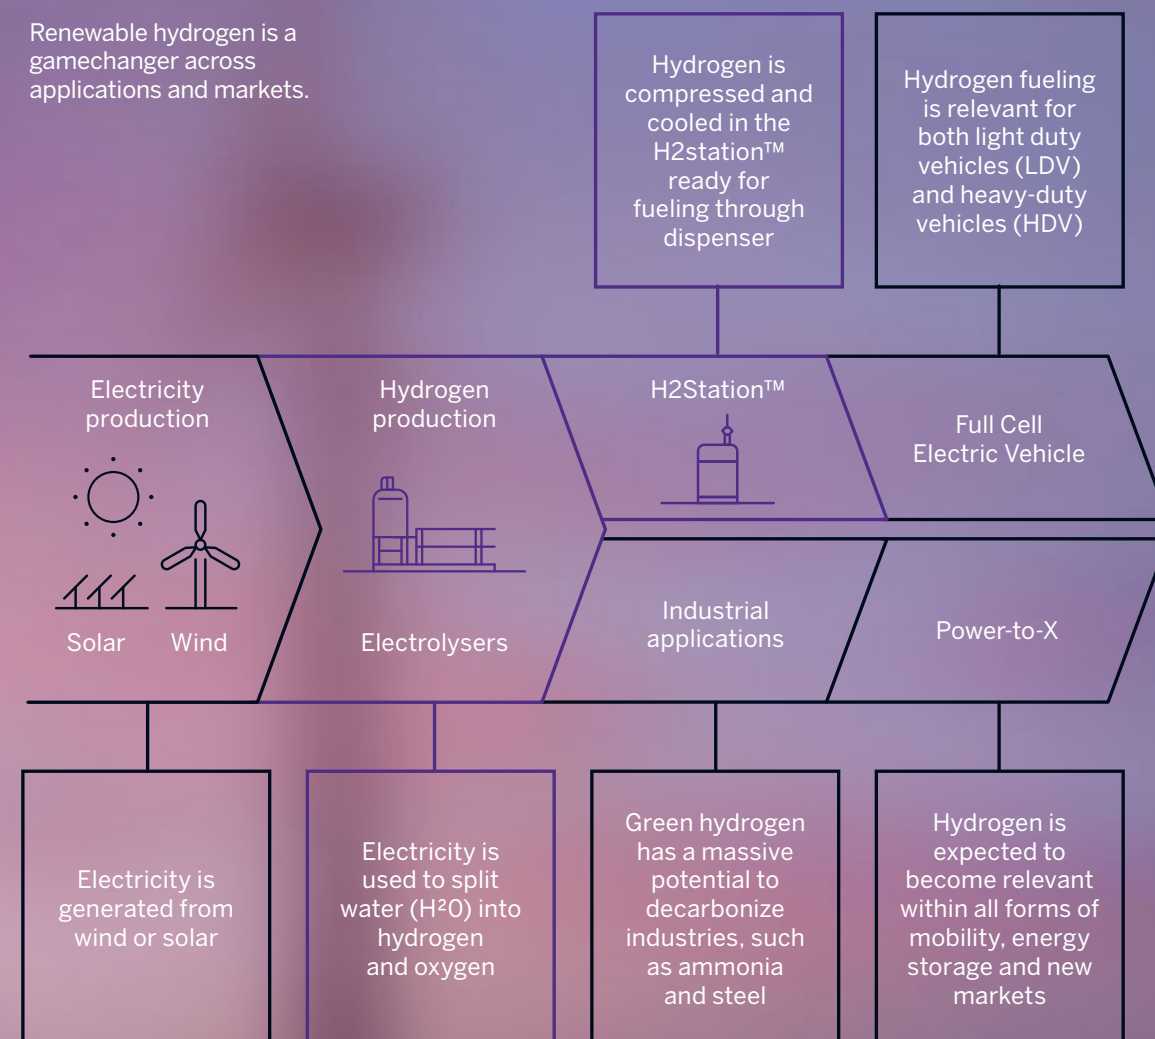 Renewable hydrogen is a
gamechanger across
applications and markets.
Hydrogen is
compressed and
cooled in the
H2station™
ready for
fueling through
dispenser
Hydrogen fueling
is relevant for
both light duty
vehicles (LDV)
and heavy-duty
vehicles (HDV)
Electricity
production
Solar
Wind
Hydrogen
production
Electrolysers
H2Station™
Full Cell
Electric Vehicle
Industrial
applications
Power-to-X
Electricity is
generated from
wind or solar
Electricity is
used to split
water (H²O) into
hydrogen
and oxygen
Green hydrogen
has a massive
potential to
decarbonize
industries, such
as ammonia
and steel
Hydrogen is
expected to
become relevant
within all forms of
mobility, energy
storage and new
markets